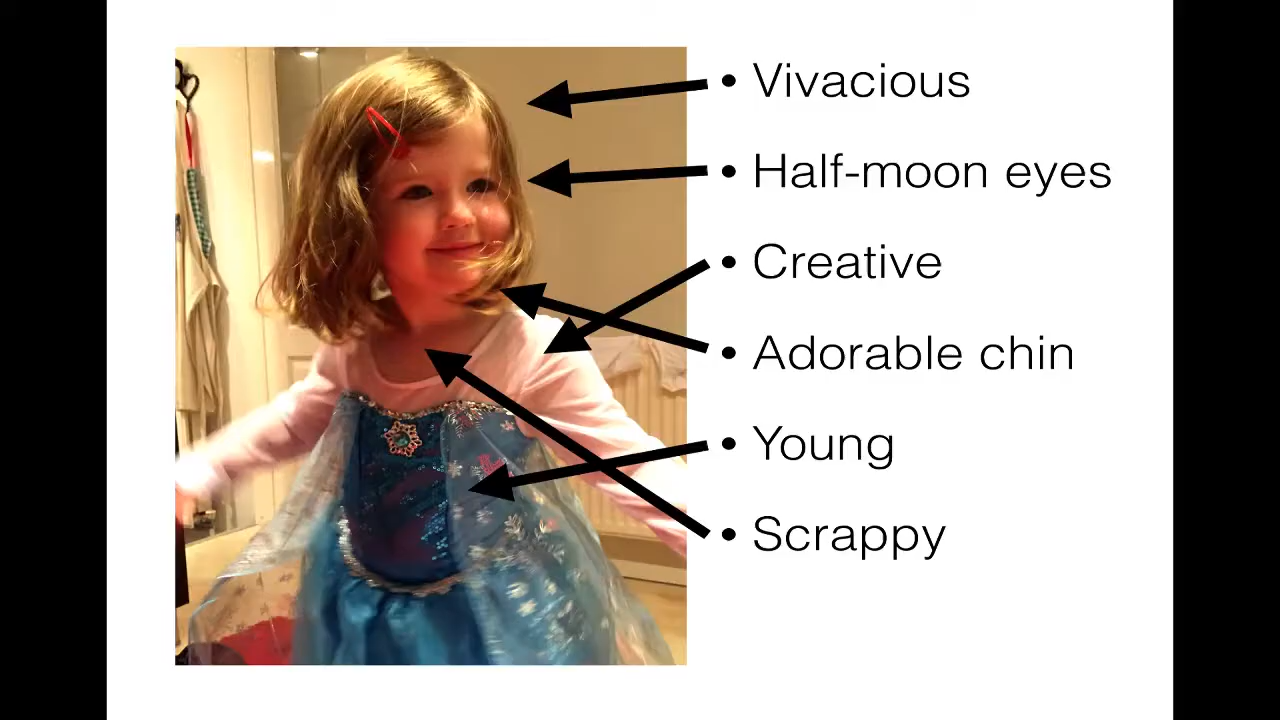 • Vivacious
• Half-moon eyes
• Creative
• Adorable chin
• Young
• Scrappy